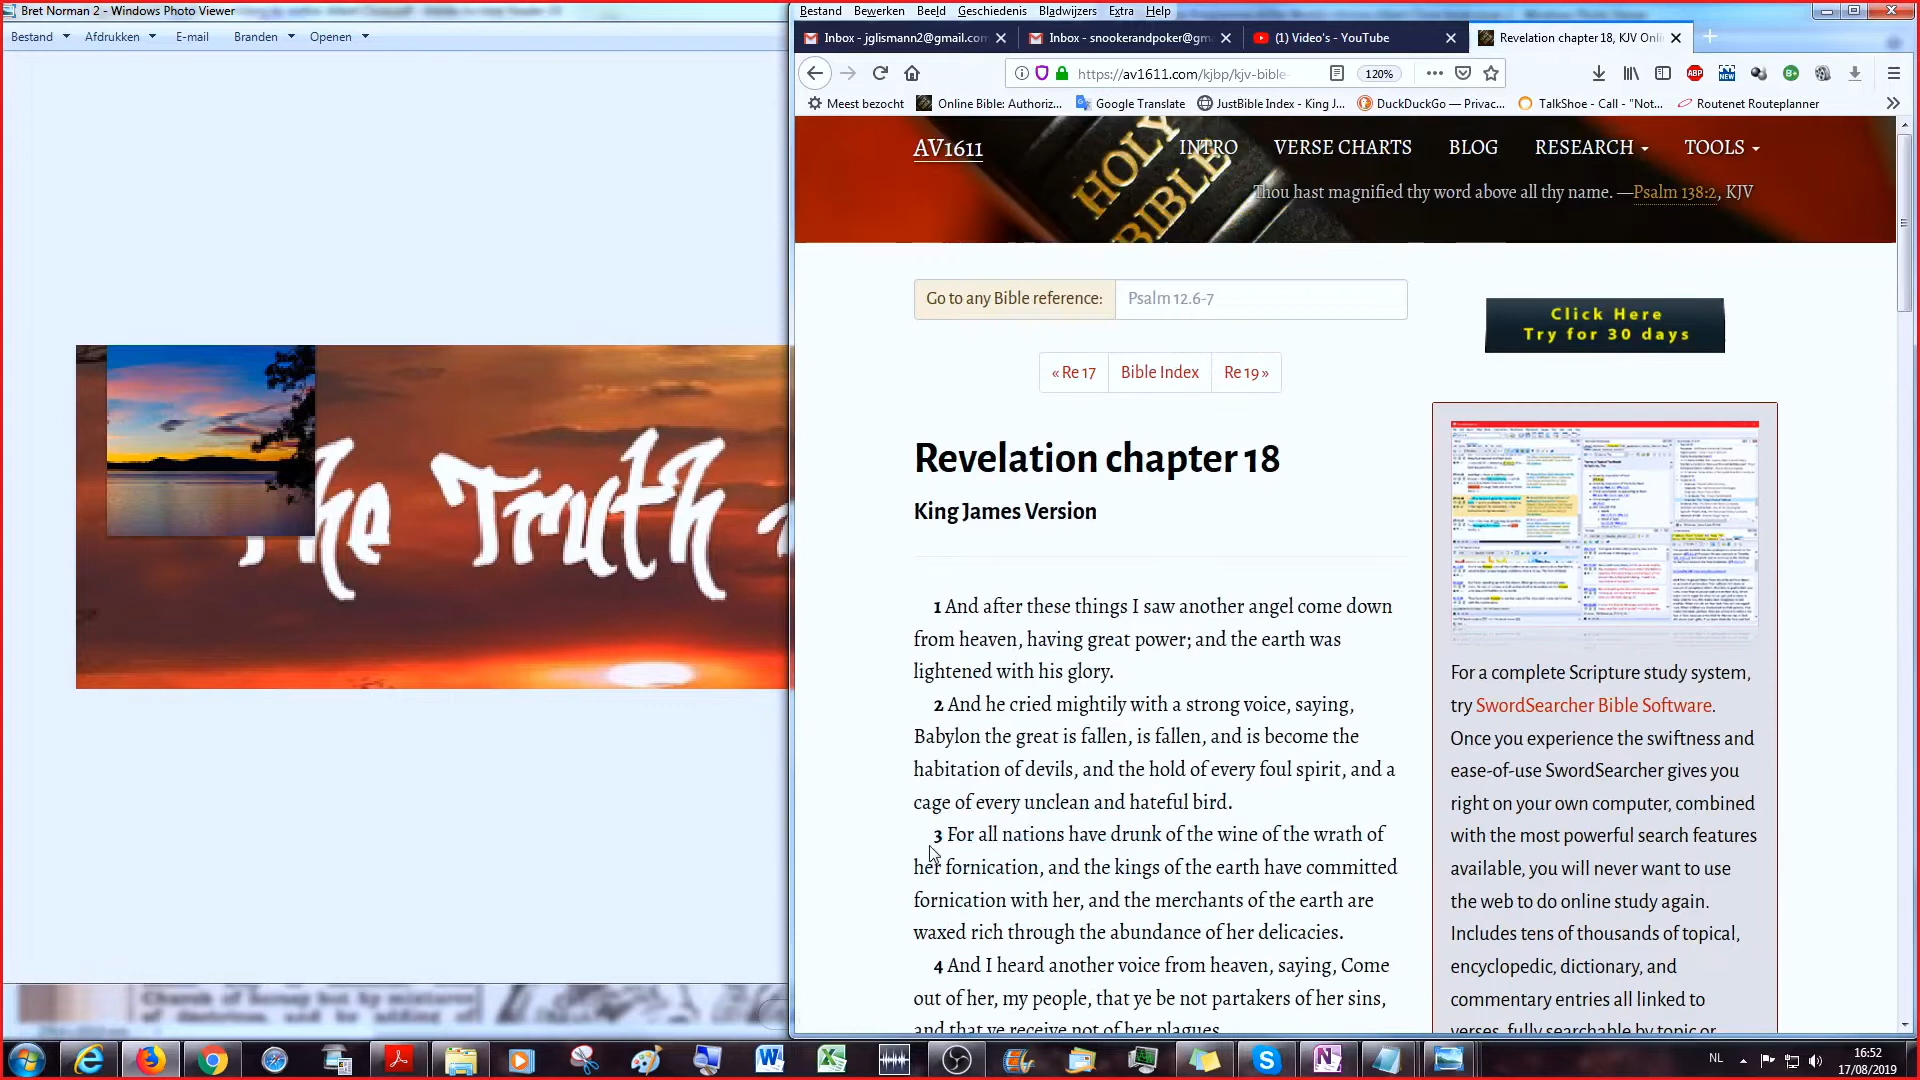 Bret Norman 2 - Windows Photo Viewer
Bestand Afdrukken E-mail Branden Openen
he Truth
Church of
of doctrines, and be adding of
Bestand Bewerken Beeld Geschiedenis Bladwijzers Extra Help
Inbox - jglismann2@gmail.com
Inbox - snookerandpoker@gm
(1) Video's - YouTube
Revelation chapter 18, KJV Onli
https://av1611.com/kjbp/kjv-bible-
120%
ABP
NEW
Meest bezocht
Online Bible: Authoriz...
Google Translate
JustBible Index - King J...
DuckDuckGo — Privac...
TalkShoe - Call - "Not...
Routenet Routeplanner
AV1611
INTRO VERSE CHARTS BLOG RESEARCH TOOLS
HOLY
BIBLE
Thou hast magnified thy word above all thy name. —Psalm 138:2, KJV
Go to any Bible reference: Psalm 12.6-7
« Re 17 Bible Index Re 19 »
Revelation chapter 18
King James Version
1 And after these things I saw another angel come down
from heaven, having great power; and the earth was
lightened with his glory.
2 And he cried mightily with a strong voice, saying,
Babylon the great is fallen, is fallen, and is become the
habitation of devils, and the hold of every foul spirit, and a
cage of every unclean and hateful bird.
3 For all nations have drunk of the wine of the wrath of
her fornication, and the kings of the earth have committed
fornication with her, and the merchants of the earth are
waxed rich through the abundance of her delicacies.
4 And I heard another voice from heaven, saying, Come
out of her, my people, that ye be not partakers of her sins,
and that ye receive not of her plagues.
Click Here
Try for 30 days
For a complete Scripture study system,
try SwordSearcher Bible Software.
Once you experience the swiftness and
ease-of-use SwordSearcher gives you
right on your own computer, combined
with the most powerful search features
available, you will never want to use
the web to do online study again.
Includes tens of thousands of topical,
encyclopedic, dictionary, and
commentary entries all linked to
verses, fully searchable by topic or
NL
16:52
17/08/2019